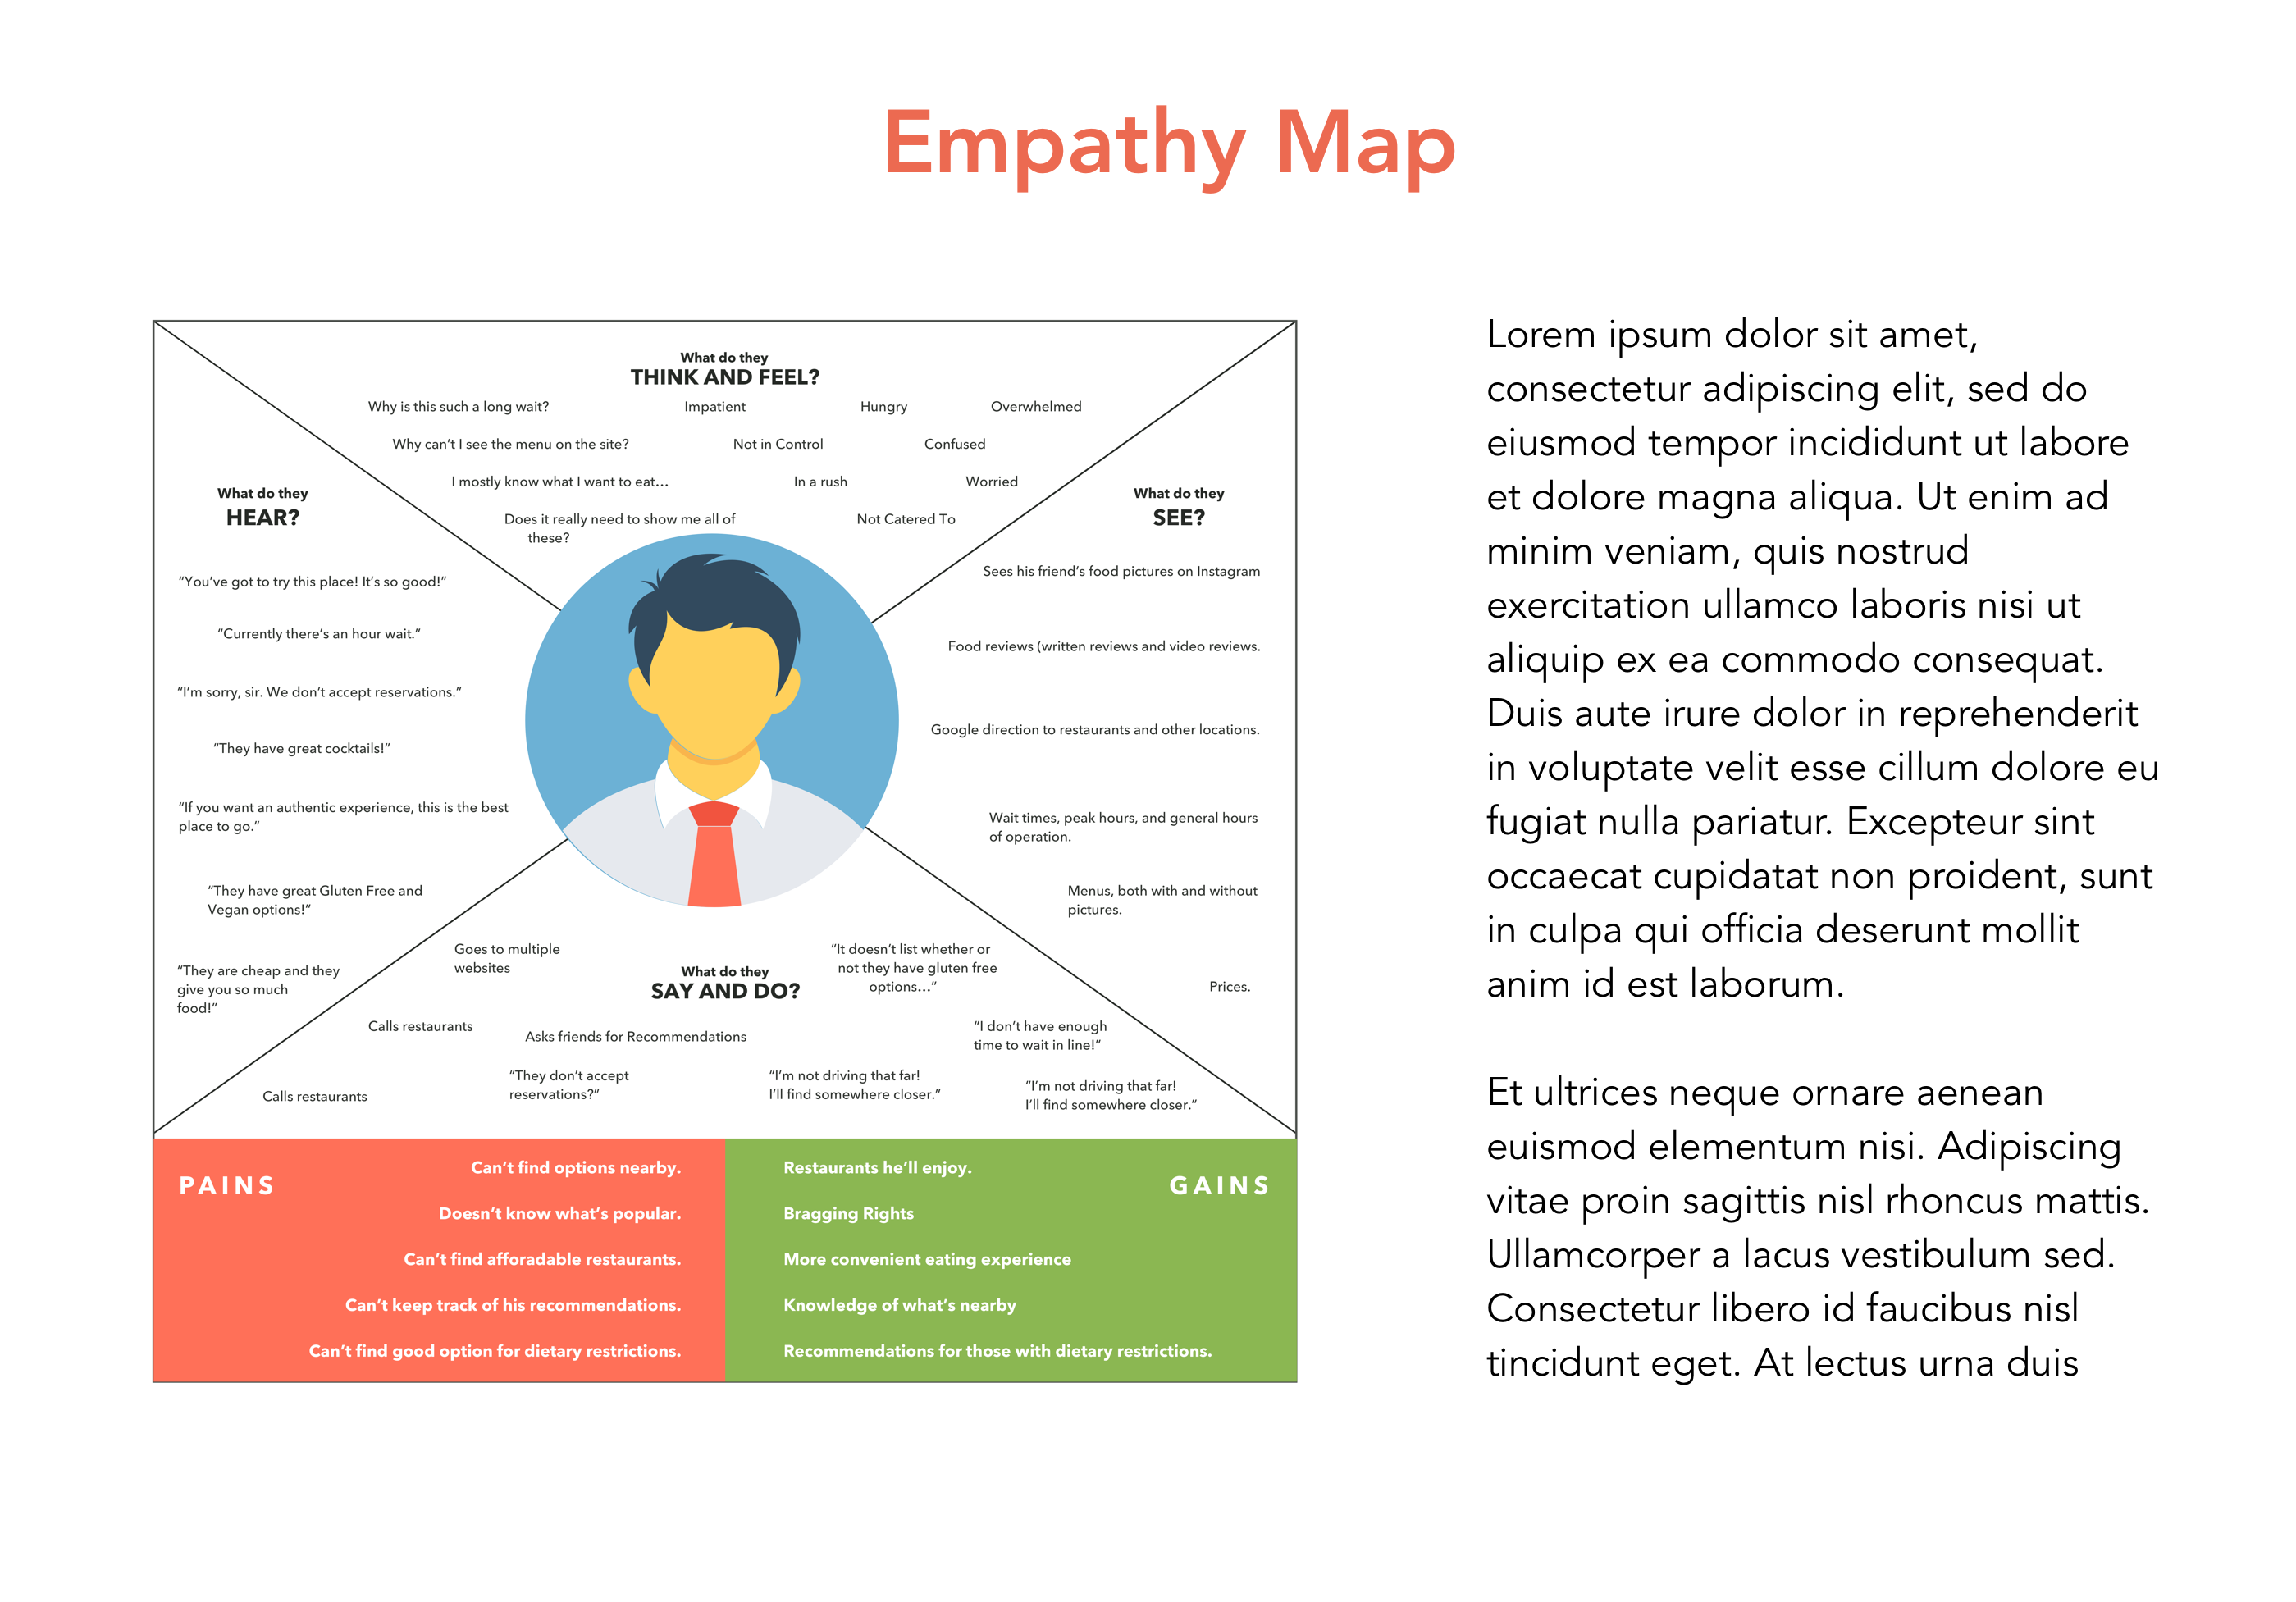 Empathy Map
What do they
THINK AND FEEL?
Why is this such a long wait?
Impatient
Hungry
Overwhelmed
Why can’t I see the menu on the site?
Not in Control
Confused
I mostly know what I want to eat…
In a rush
Worried
Does it really need to show me all of
these?
Not Catered To
What do they
HEAR?
“You’ve got to try this place! It’s so good!”
“Currently there’s an hour wait.”
“I’m sorry, sir. We don’t accept reservations.”
“They have great cocktails!”
“If you want an authentic experience, this is the best
place to go.”
“They have great Gluten Free and
Vegan options!”
“They are cheap and they
give you so much
food!”
What do they
SEE?
Sees his friend’s food pictures on Instagram
Food reviews (written reviews and video reviews.
Google direction to restaurants and other locations.
Wait times, peak hours, and general hours
of operation.
Menus, both with and without
pictures.
Prices.
What do they
SAY AND DO?
Goes to multiple
websites
“It doesn’t list whether or
not they have gluten free
options…”
Calls restaurants
Asks friends for Recommendations
“I don’t have enough
time to wait in line!”
Calls restaurants
“They don’t accept
reservations?”
“I’m not driving that far!
I’ll find somewhere closer.”
“I’m not driving that far!
I’ll find somewhere closer.”
PAINS
Can’t find options nearby.
Doesn’t know what’s popular.
Can’t find afforadable restaurants.
Can’t keep track of his recommendations.
Can’t find good option for dietary restrictions.
GAINS
Restaurants he’ll enjoy.
Bragging Rights
More convenient eating experience
Knowledge of what’s nearby
Recommendations for those with dietary restrictions.
Lorem ipsum dolor sit amet,
consectetur adipiscing elit, sed do
eiusmod tempor incididunt ut labore
et dolore magna aliqua. Ut enim ad
minim veniam, quis nostrud
exercitation ullamco laboris nisi ut
aliquip ex ea commodo consequat.
Duis aute irure dolor in reprehenderit
in voluptate velit esse cillum dolore eu
fugiat nulla pariatur. Excepteur sint
occaecat cupidatat non proident, sunt
in culpa qui officia deserunt mollit
anim id est laborum.
Et ultrices neque ornare aenean
euismod elementum nisi. Adipiscing
vitae proin sagittis nisl rhoncus mattis.
Ullamcorper a lacus vestibulum sed.
Consectetur libero id faucibus nisl
tincidunt eget. At lectus urna duis